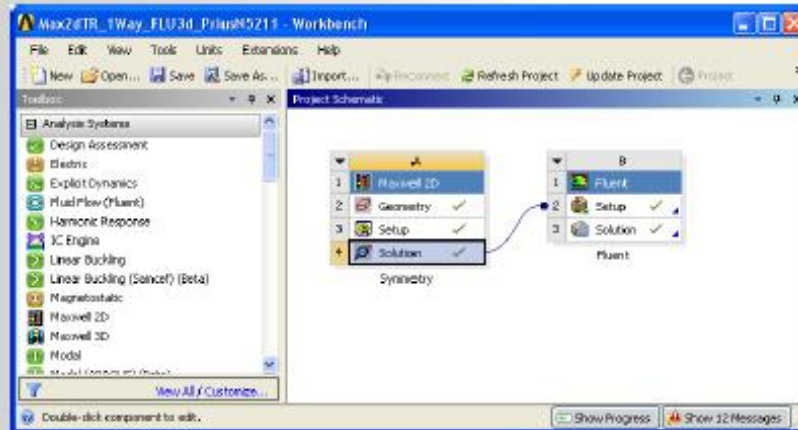 Max2dTR_1Way_FLU3d_PriusM5211 - Workbench
File Edit View Tools Units Extensions Help
New Open... Save Save As... Import... Reconnect Refresh Project Update Project Project
Toolbox
Project Schematic
Analysis Systems
Design Assessment
Electric
Explicit Dynamics
Fluid Flow (Fluent)
Harmonic Response
IC Engine
Linear Buckling
Linear Buckling (Samcef) (Beta)
Magnetostatic
Maxwell 2D
Maxwell 3D
Modal
View All / Customize...
A
1 Maxwell 2D
2 Geometry
3 Setup
4 Solution
Symmetry
B
1 Fluent
2 Setup
3 Solution
Fluent
Double-click component to edit.
Show Progress Show 12 Messages